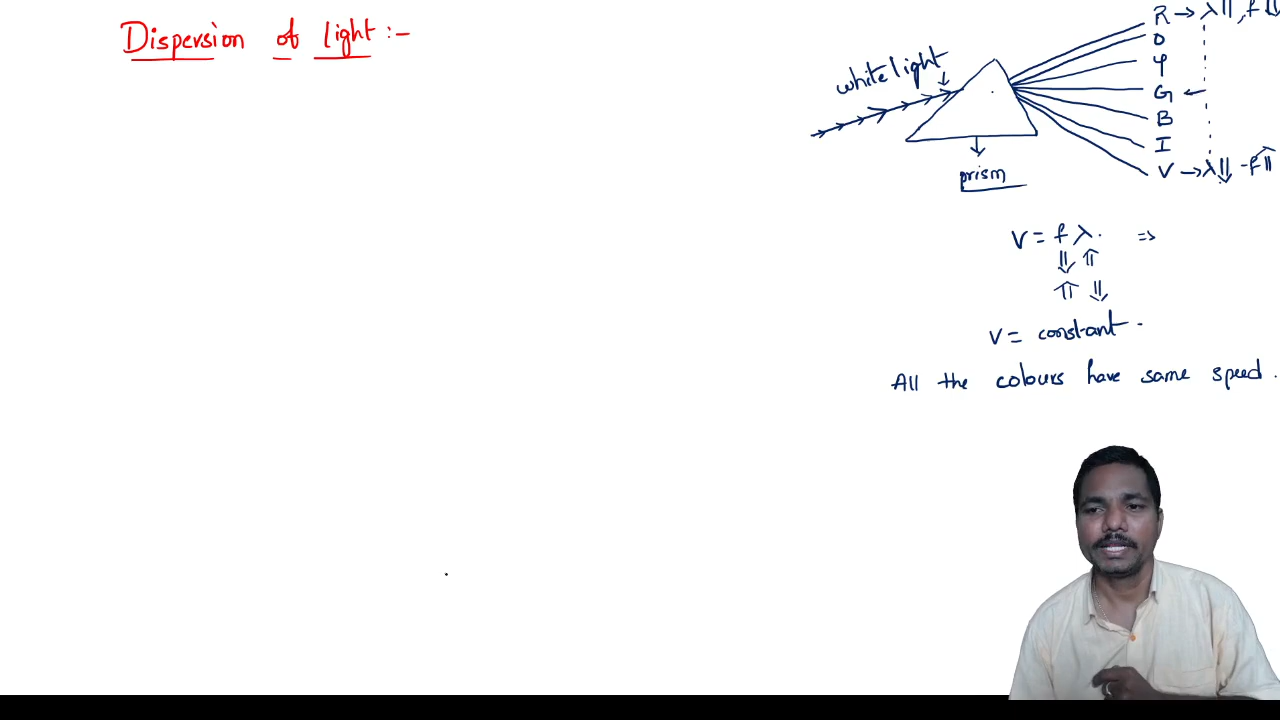 Dispersion of light :-
white light
prism
R → λ⇑, f⇓
O
Y
G ←
B
I
V → λ⇓ f⇑
V = f λ. ⇒
⇓ ⇑
⇑ ⇓
V = constant.
All the colours have same speed.